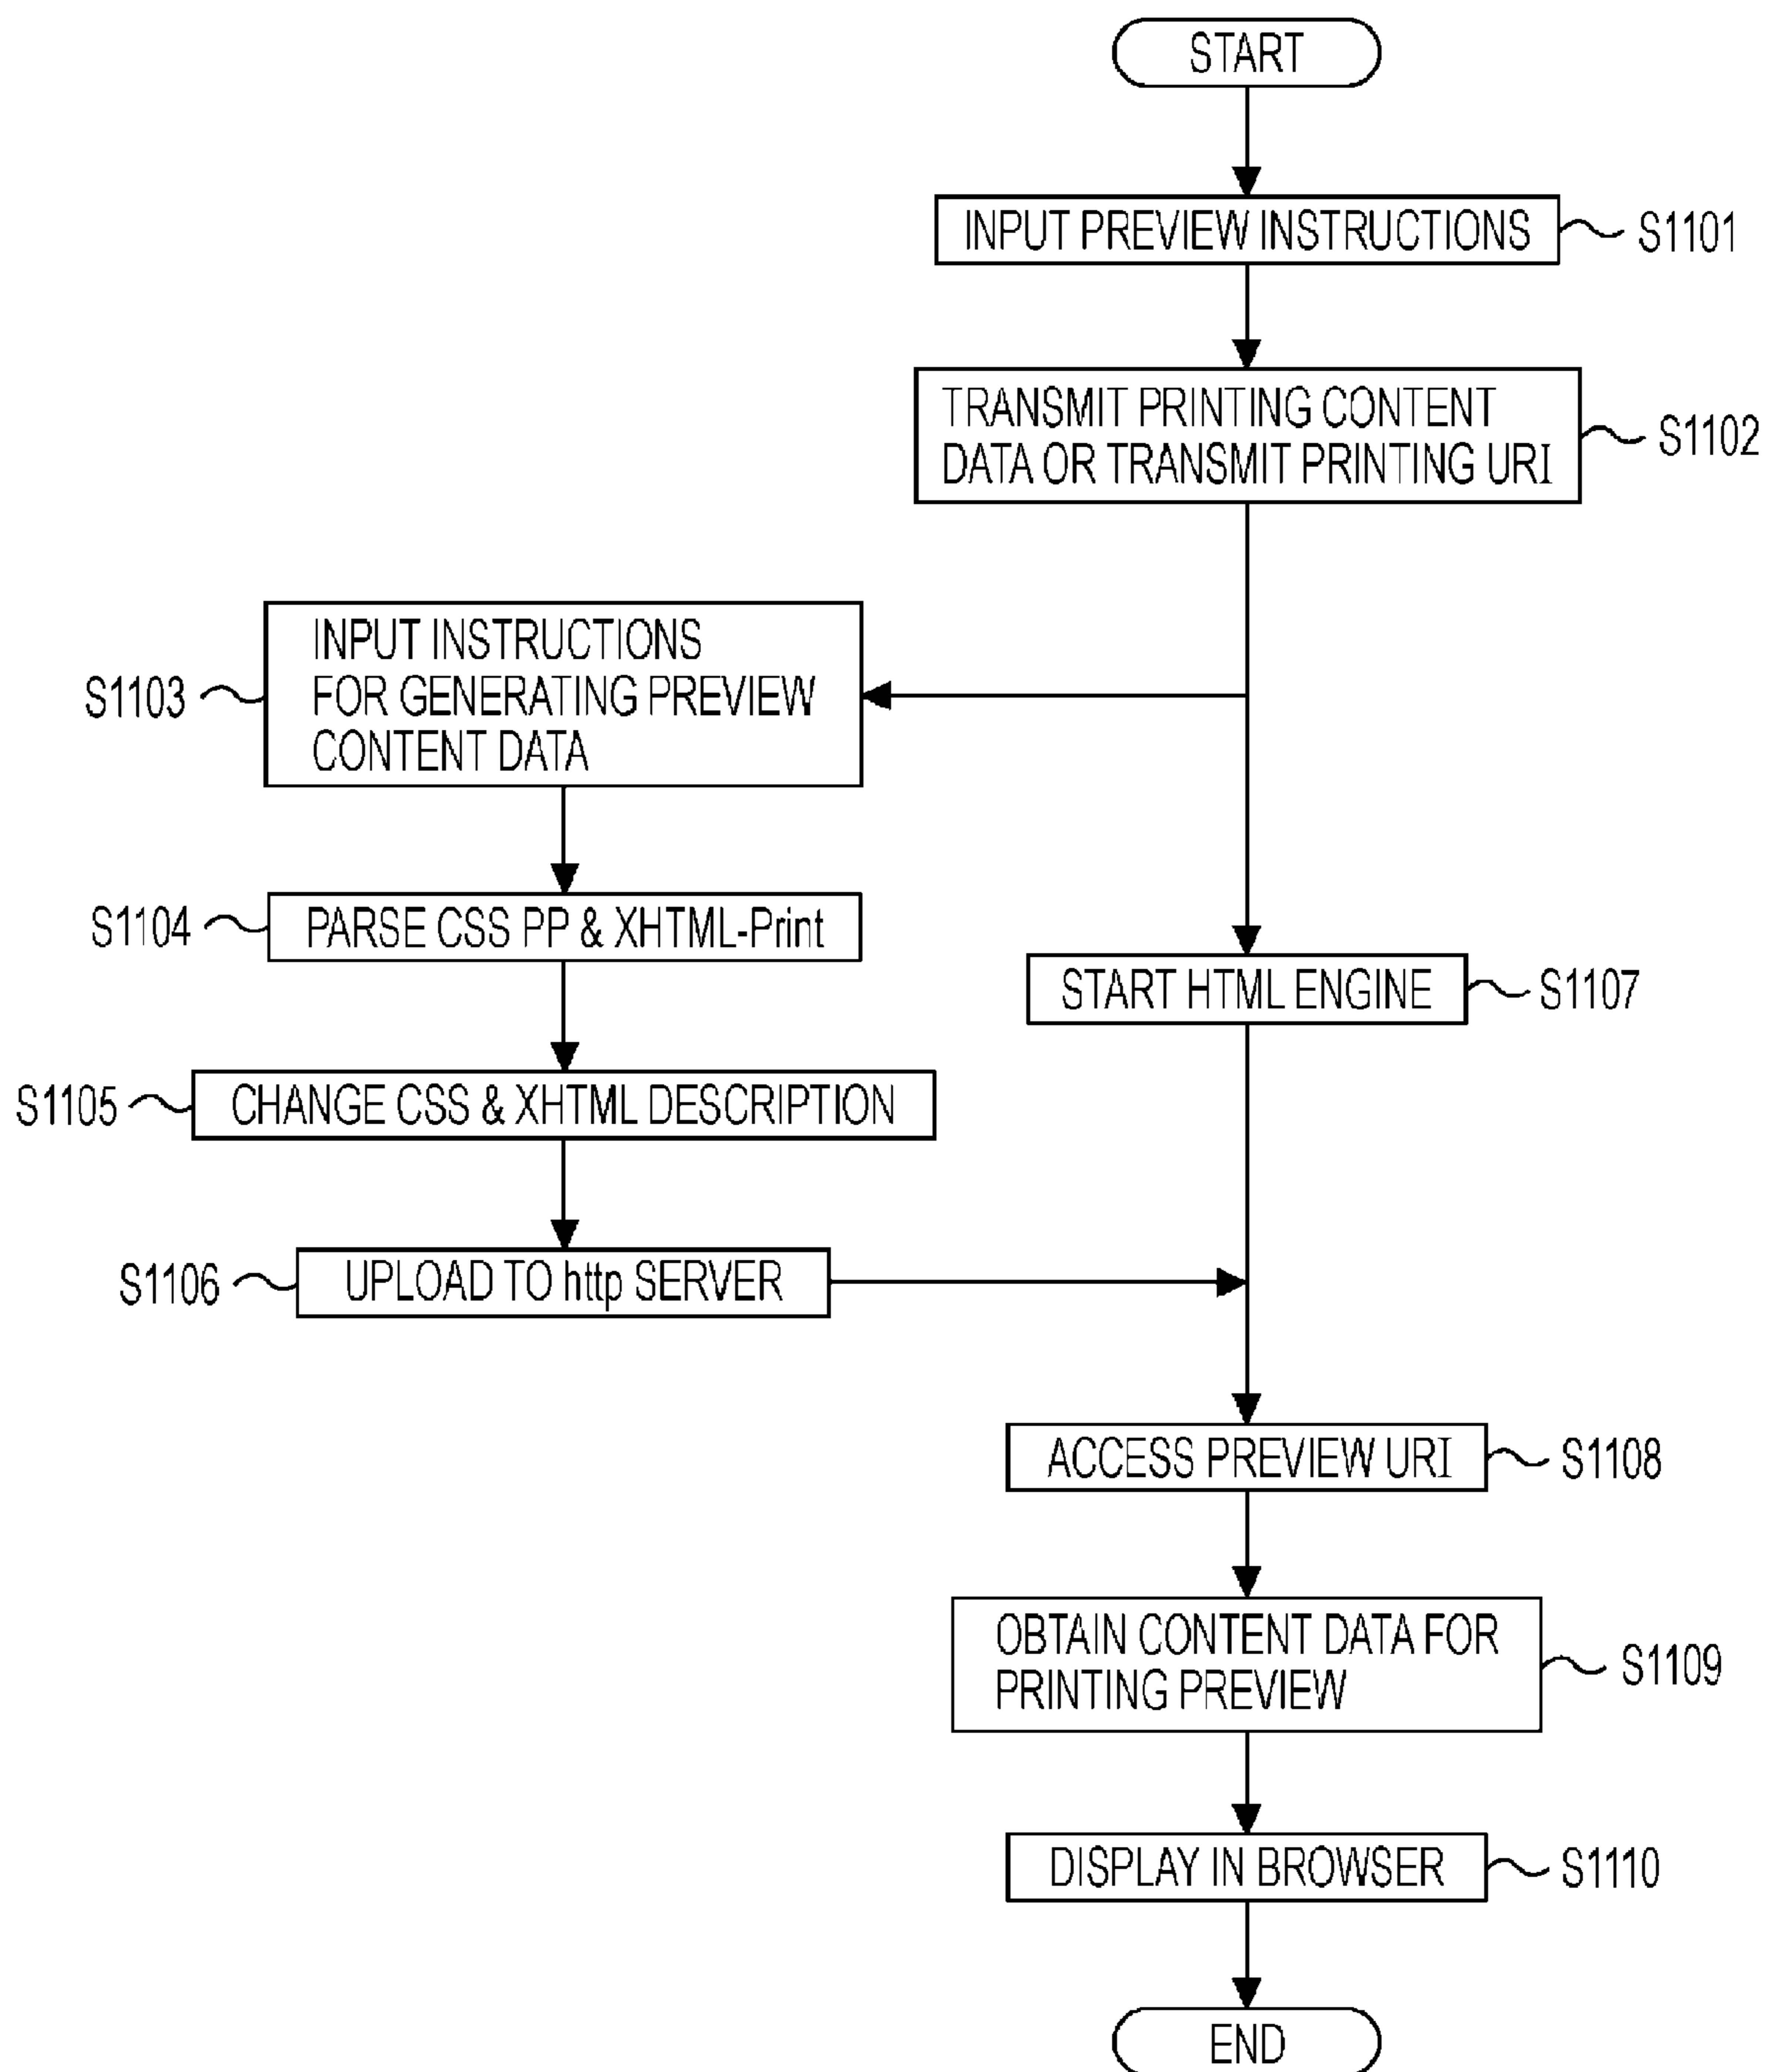 START
INPUT PREVIEW INSTRUCTIONS
S1101
TRANSMIT PRINTING CONTENT
DATA OR TRANSMIT PRINTING URI
S1102
INPUT INSTRUCTIONS
FOR GENERATING PREVIEW
CONTENT DATA
S1103
S1104
PARSE CSS PP & XHTML-Print
START HTML ENGINE
S1107
S1105
CHANGE CSS & XHTML DESCRIPTION
S1106
UPLOAD TO http SERVER
ACCESS PREVIEW URI
S1108
OBTAIN CONTENT DATA FOR
PRINTING PREVIEW
S1109
DISPLAY IN BROWSER
S1110
END